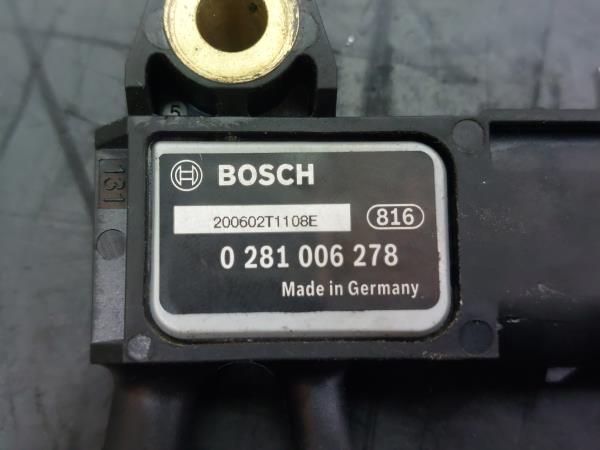 5
131
BOSCH
200602T1108E
816
0 281 006 278
Made in Germany